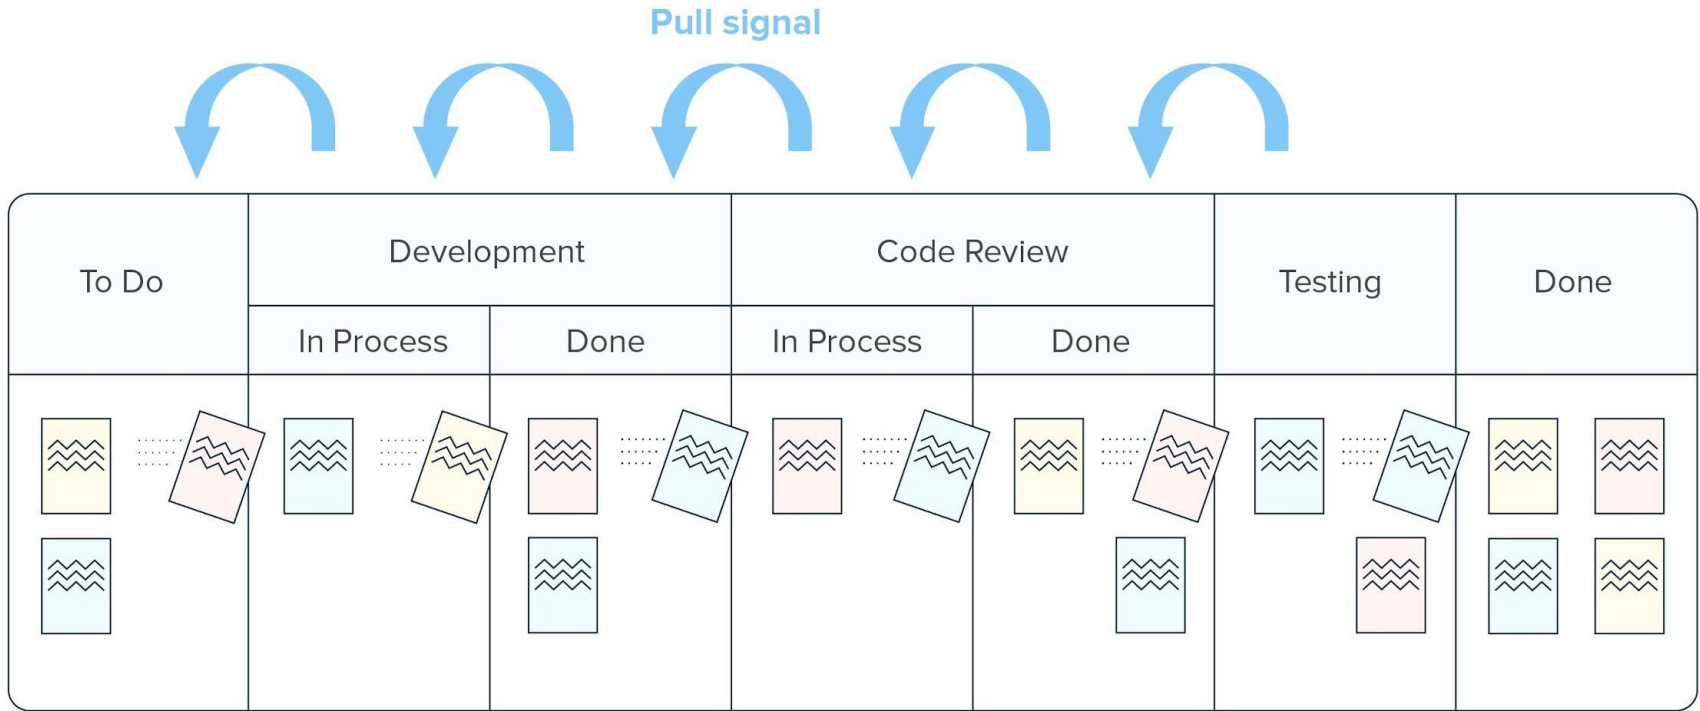 Pull signal
To Do
Development
Code Review
Testing
Done
In Process
Done
In Process
Done